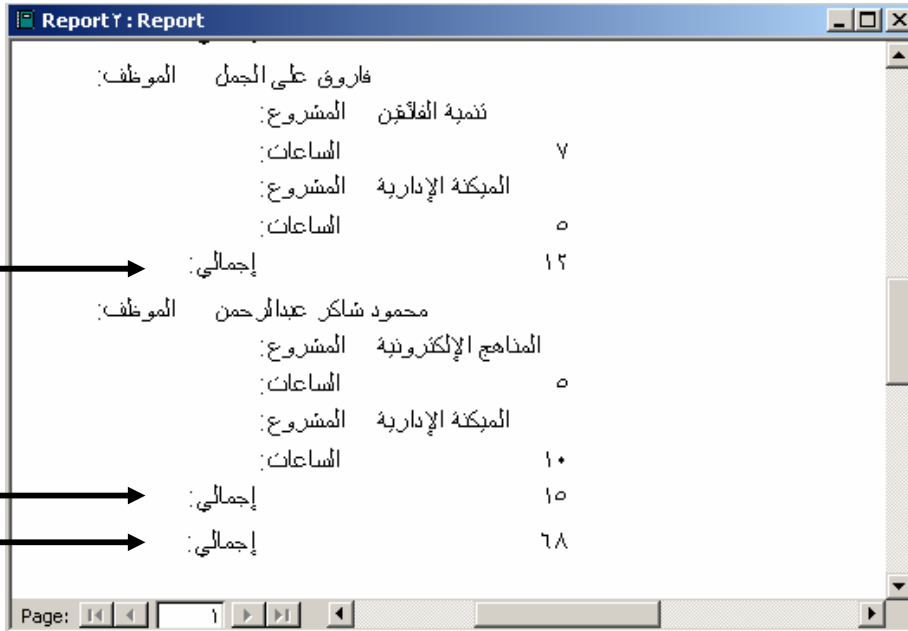 Report٢ : Report
فاروق على الجمل الموظف:
تنمية الفائقين المشروع:
الساعات: ٧
الميكنة الإدارية المشروع:
الساعات: ٥
إجمالي: ١٢
محمود شاكر عبدالرحمن الموظف:
المناهج الإلكترونية المشروع:
الساعات: ٥
الميكنة الإدارية المشروع:
الساعات: ١٠
إجمالي: ١٥
إجمالي: ٦٨
Page: ١